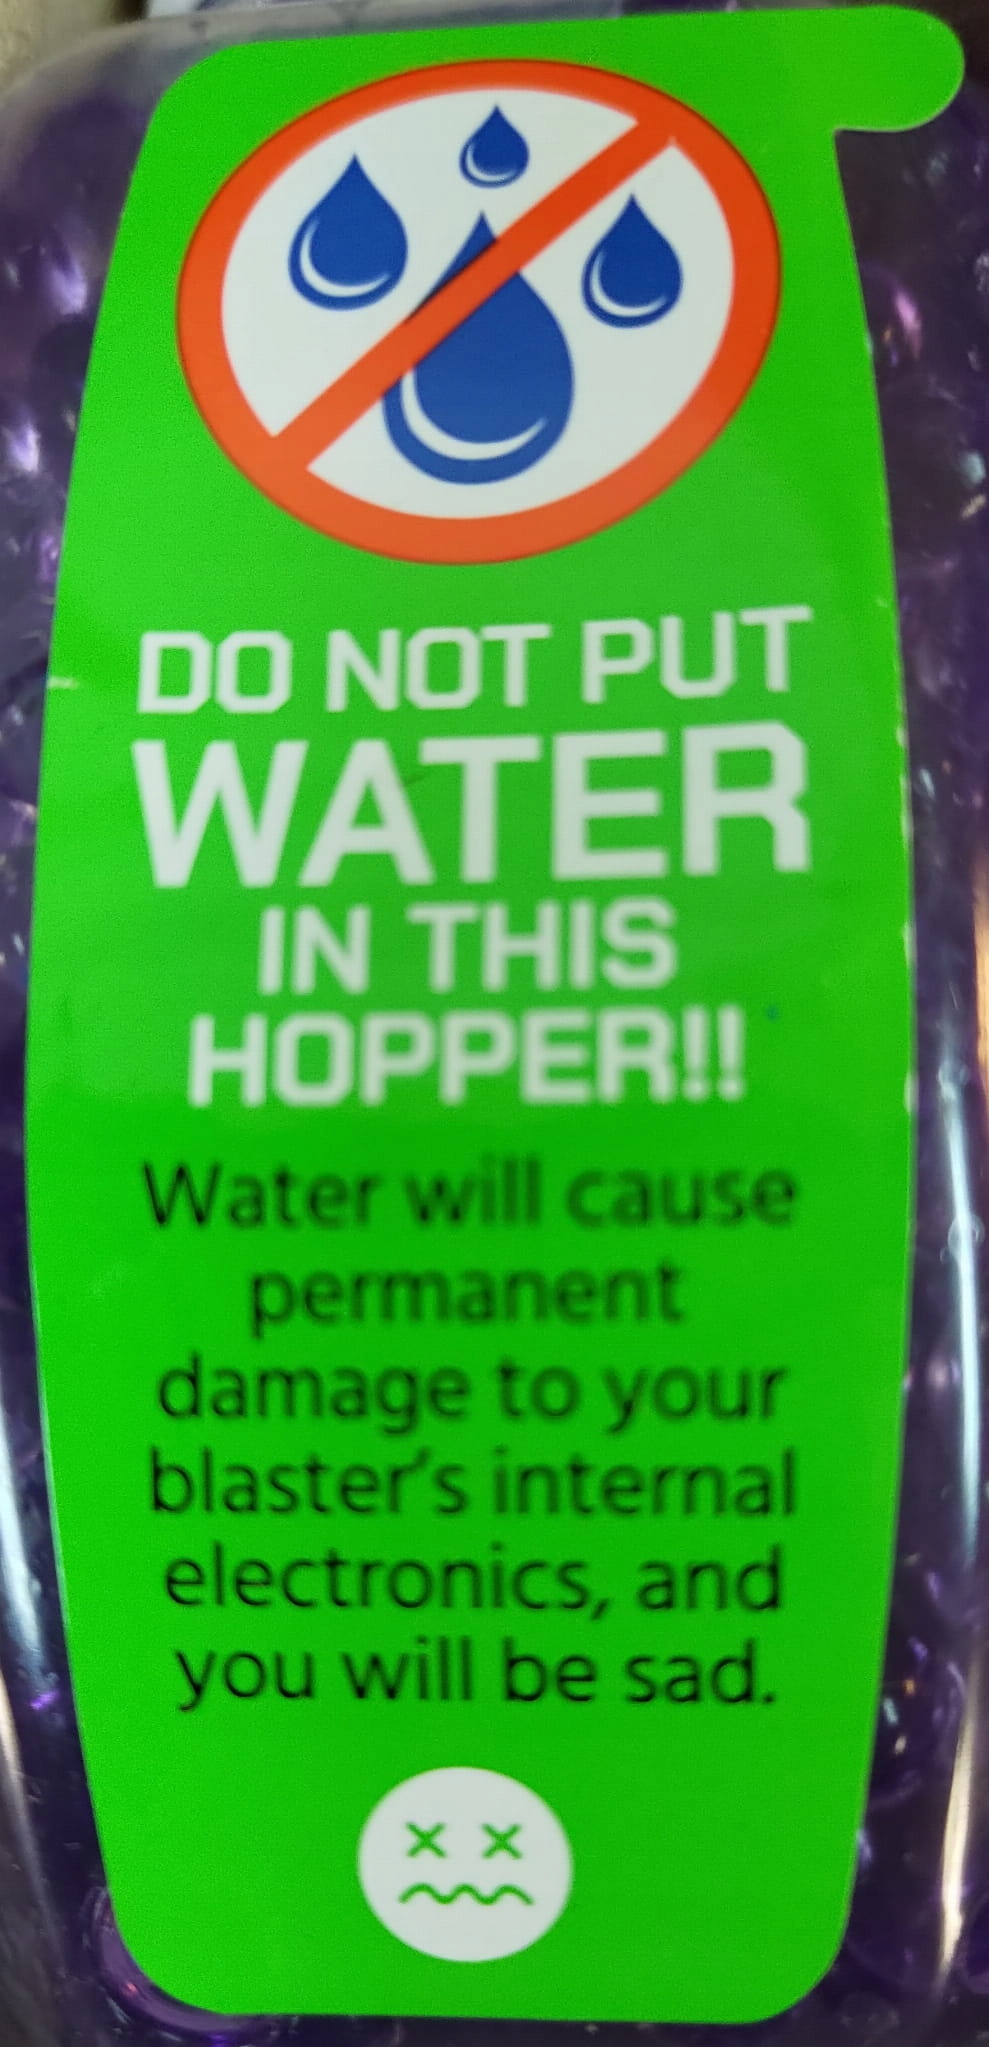 DO NOT PUT
WATER
IN THIS
HOPPER!!
Water will cause
permanent
damage to your
blaster's internal
electronics, and
you will be sad.